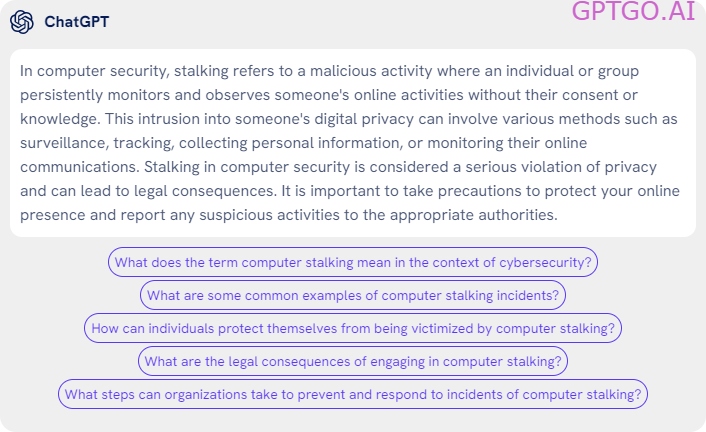 ChatGPT
GPTGO.AI
In computer security, stalking refers to a malicious activity where an individual or group
persistently monitors and observes someone's online activities without their consent or
knowledge. This intrusion into someone's digital privacy can involve various methods such as
surveillance, tracking, collecting personal information, or monitoring their online
communications. Stalking in computer security is considered a serious violation of privacy
and can lead to legal consequences. It is important to take precautions to protect your online
presence and report any suspicious activities to the appropriate authorities.
What does the term computer stalking mean in the context of cybersecurity?
What are some common examples of computer stalking incidents?
How can individuals protect themselves from being victimized by computer stalking?
What are the legal consequences of engaging in computer stalking?
What steps can organizations take to prevent and respond to incidents of computer stalking?